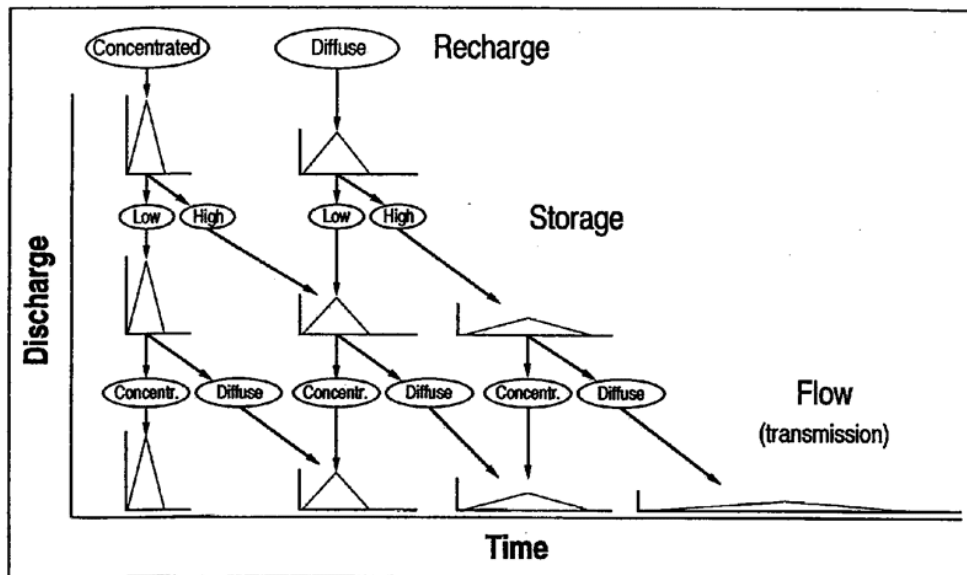 Concentrated Diffuse Recharge
Low High Low High Storage
Concentr. Diffuse Concentr. Diffuse Concentr. Diffuse Flow
(transmission)
Discharge
Time